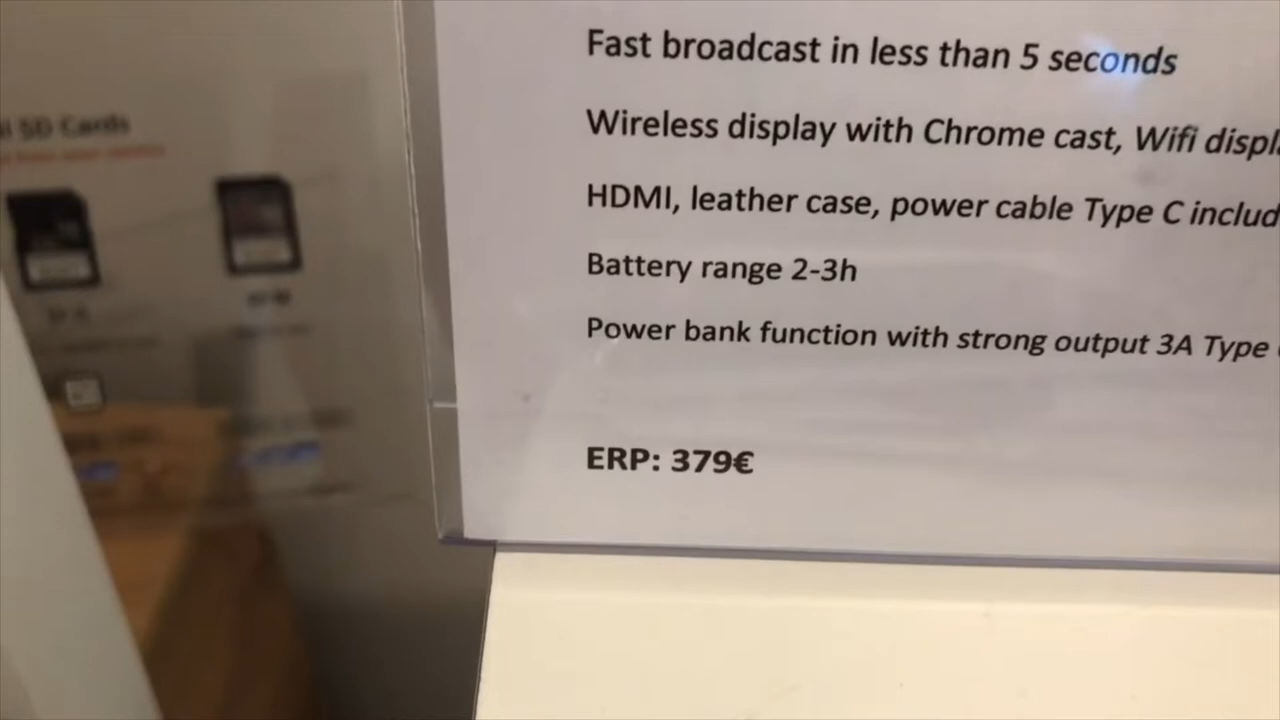 SD Cards
Fast broadcast in less than 5 seconds
Wireless display with Chrome cast, Wifi displ
HDMI, leather case, power cable Type C includ
Battery range 2-3h
Power bank function with strong output 3A Type
ERP: 379€